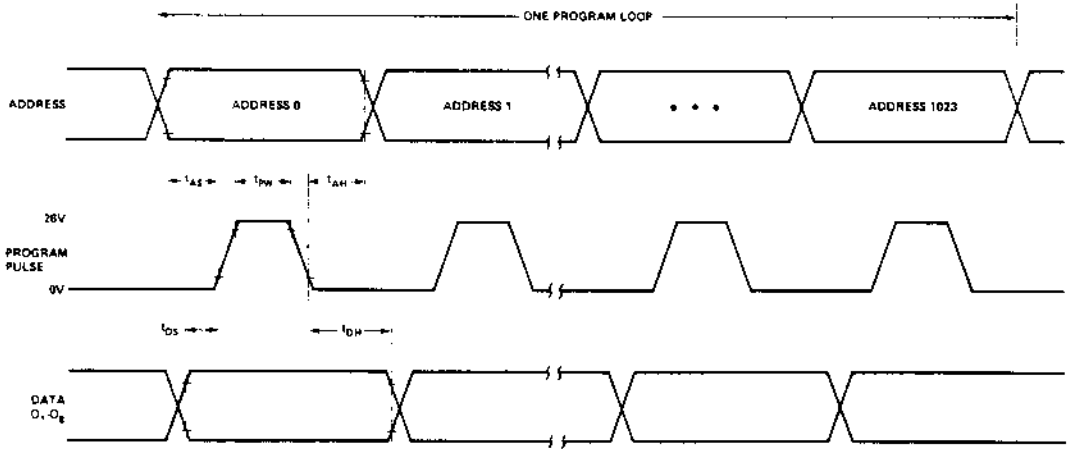 ONE PROGRAM LOOP
ADDRESS
ADDRESS 0
ADDRESS 1
• • •
ADDRESS 1023
tAS
tPW
tAH
26V
PROGRAM
PULSE
0V
tDS
tDH
DATA
O1-O8